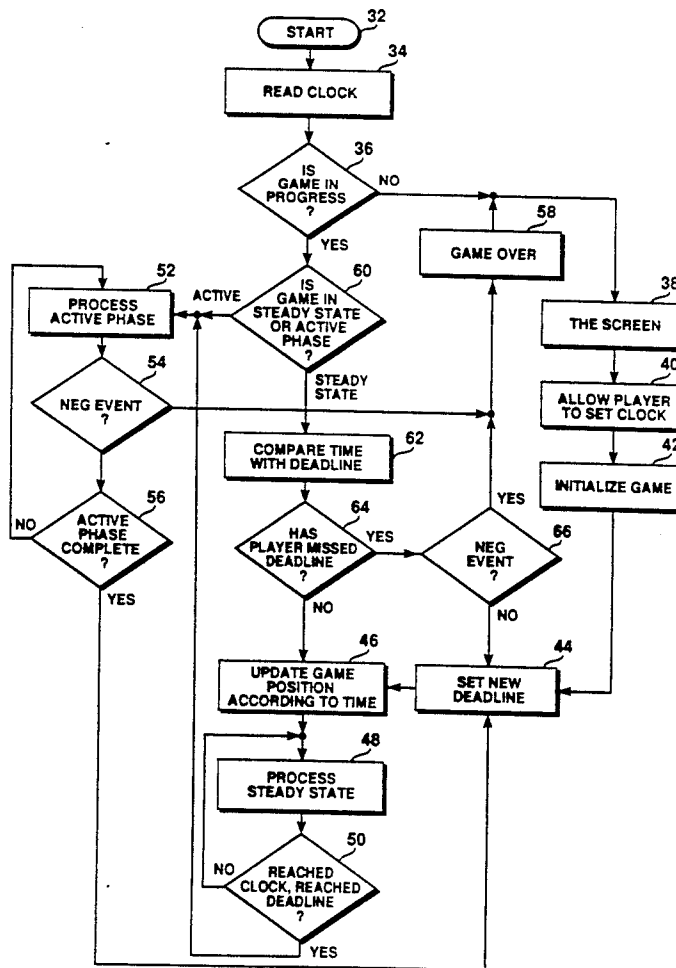 START
32
34
READ CLOCK
36
IS
GAME IN
PROGRESS
?
NO
YES
58
GAME OVER
60
IS
GAME IN
STEADY STATE
OR ACTIVE
PHASE
?
ACTIVE
STEADY
STATE
52
PROCESS
ACTIVE PHASE
38
THE SCREEN
54
NEG EVENT
?
40
ALLOW PLAYER
TO SET CLOCK
62
COMPARE TIME
WITH DEADLINE
42
INITIALIZE GAME
56
ACTIVE
PHASE
COMPLETE
?
NO
YES
64
HAS
PLAYER MISSED
DEADLINE
?
YES
NO
YES
NEG
EVENT
?
66
NO
46
UPDATE GAME
POSITION
ACCORDING TO TIME
44
SET NEW
DEADLINE
48
PROCESS
STEADY STATE
50
REACHED
CLOCK, REACHED
DEADLINE
?
NO
YES